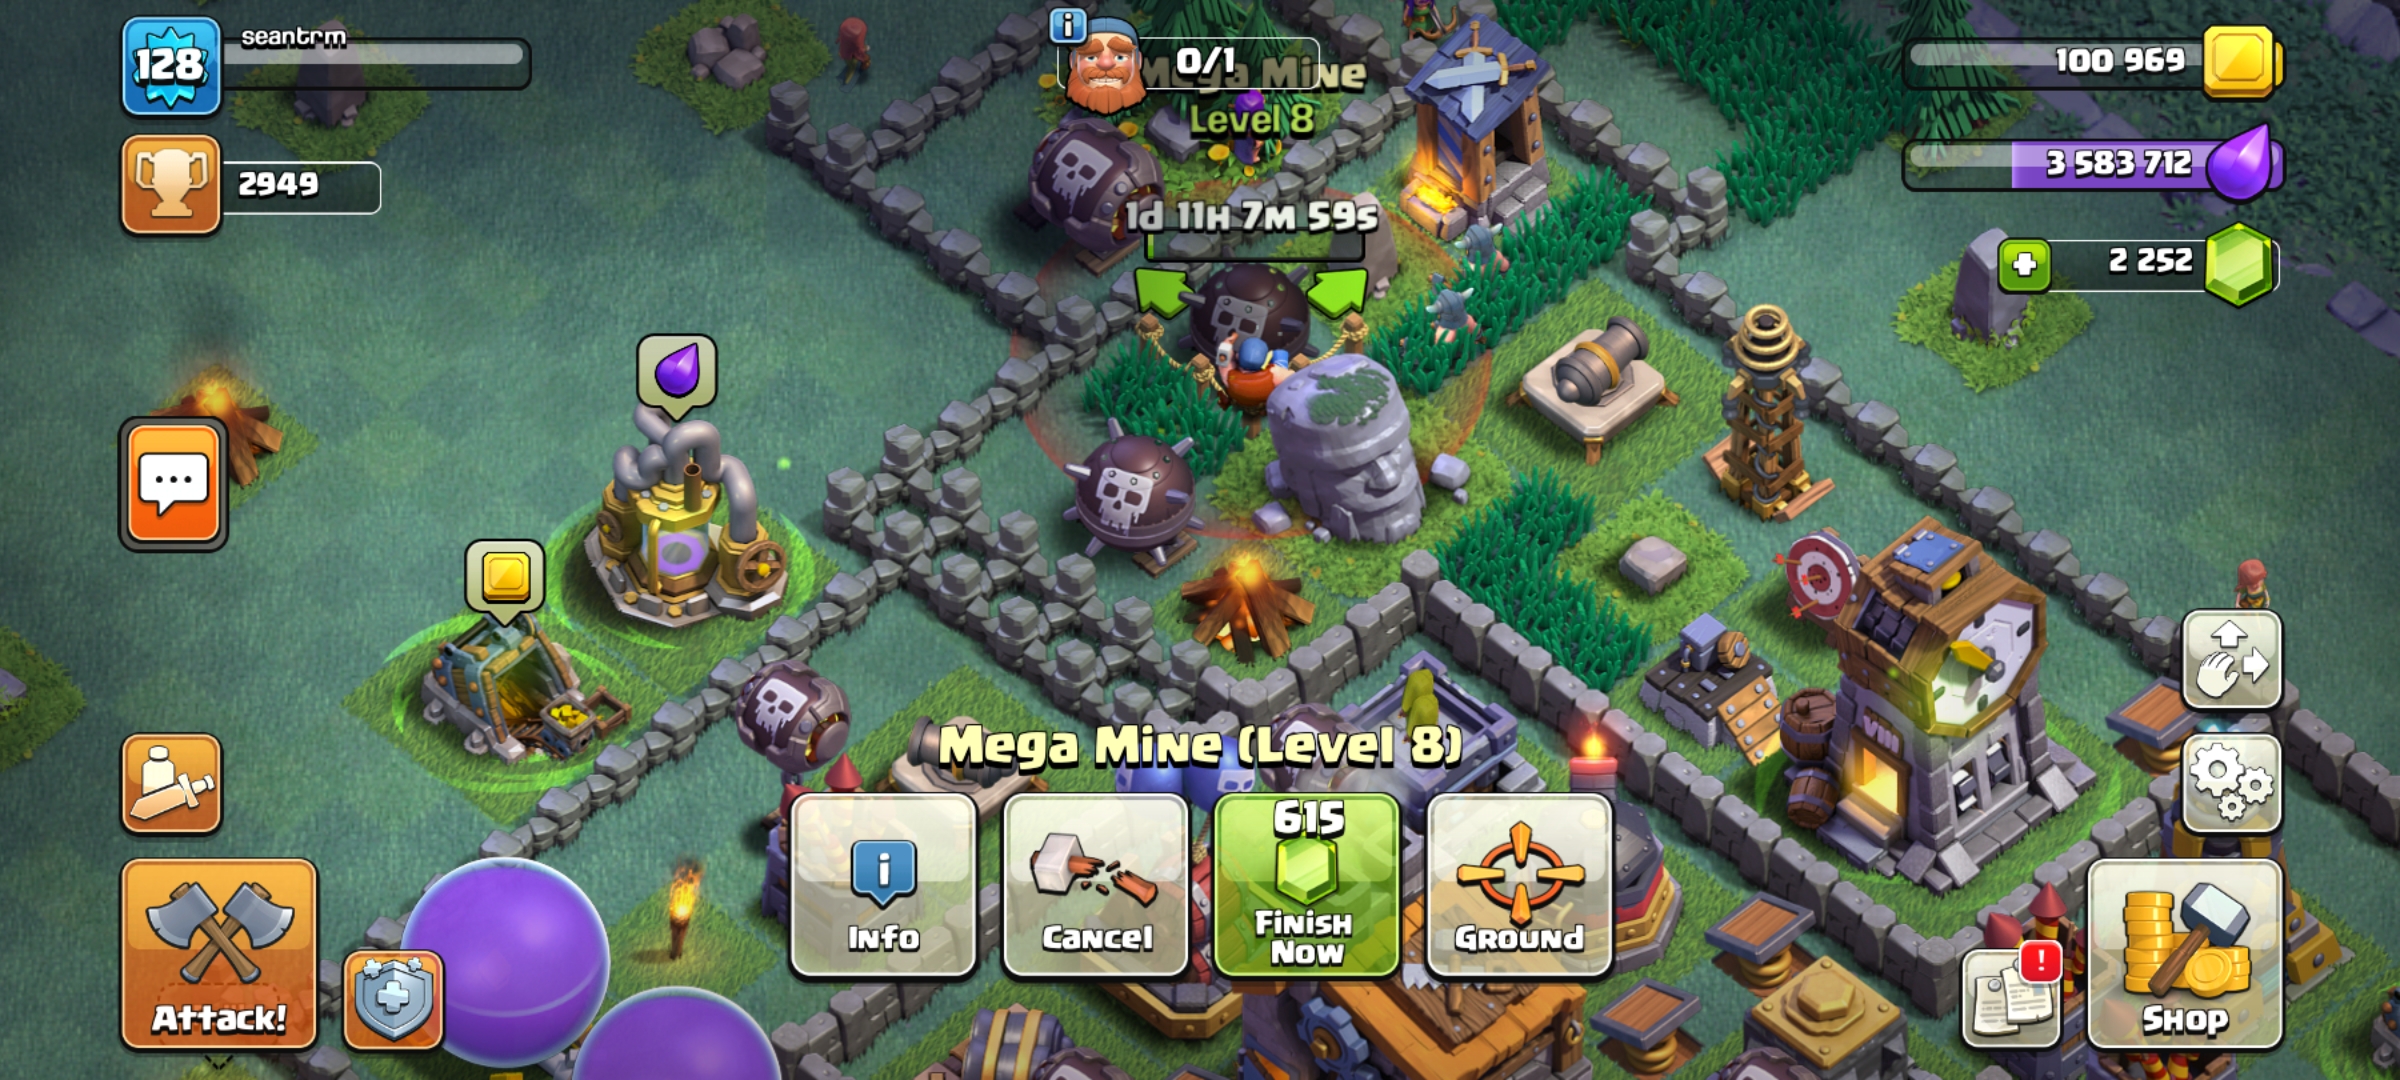 128
seantrm
0/1
Mega Mine
Level 8
100 969
2949
3 583 712
1d 11h 7m 59s
2 252
VIII
Mega Mine (Level 8)
Info
Cancel
615
Finish
Now
Ground
Attack!
!
Shop